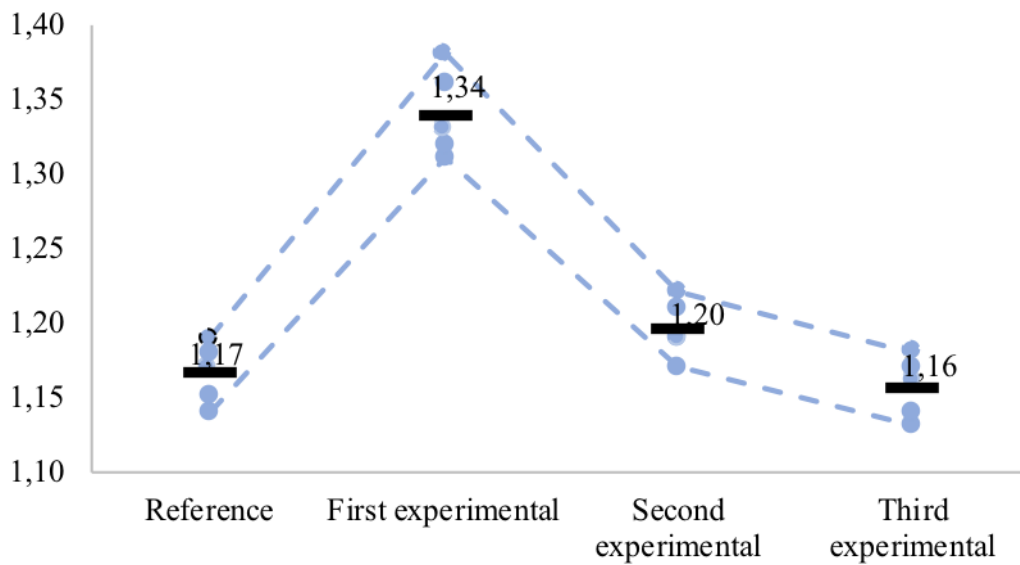 1,40
1,35
1,30
1,25
1,20
1,15
1,10
1,17
1,34
1,20
1,16
Reference
First experimental
Second
experimental
Third
experimental